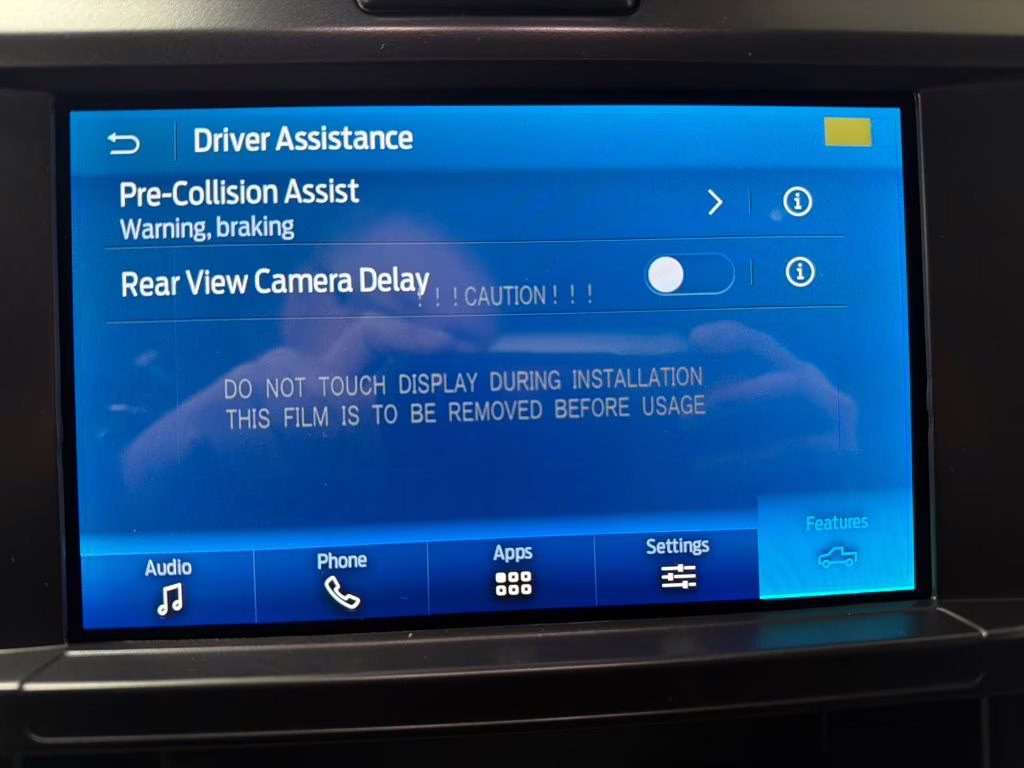 Driver Assistance
Pre-Collision Assist
Warning, braking
Rear View Camera Delay
! ! !CAUTION! ! !
DO NOT TOUCH DISPLAY DURING INSTALLATION
THIS FILM IS TO BE REMOVED BEFORE USAGE
Audio
Phone
Apps
Settings
Features